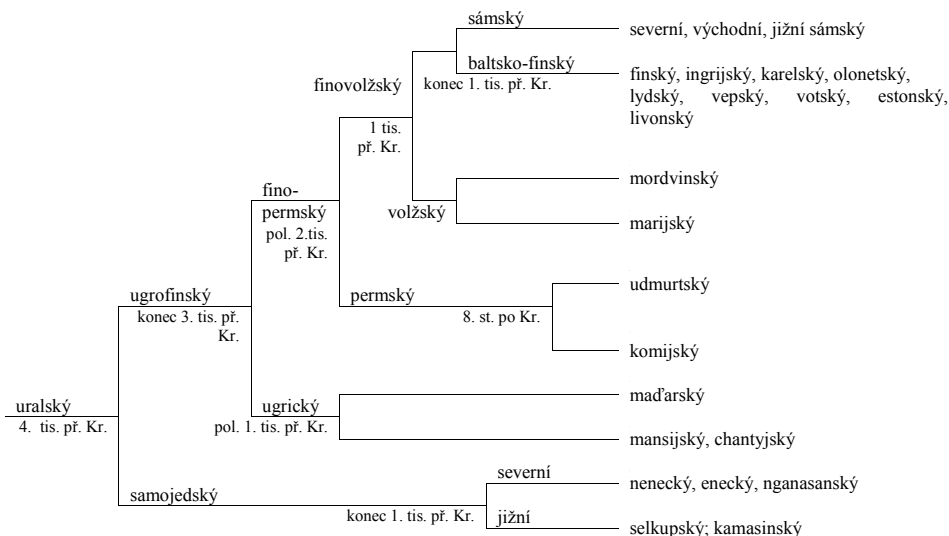 sámský
severní, východní, jižní sámský
baltsko-finský
finovolžský
konec 1. tis. př. Kr.
finský, ingrijský, karelský, olonetský,
lydský, vepský, votský, estonský,
livonský
1 tis.
př. Kr.
mordvinský
fino-
permský
volžský
pol. 2.tis.
př. Kr.
marijský
udmurtský
ugrofinský
permský
konec 3. tis. př.
Kr.
8. st. po Kr.
komijský
maďarský
uralský
ugrický
4. tis. př. Kr.
pol. 1. tis. př. Kr.
mansijský, chantyjský
severní
nenecký, enecký, nganasanský
samojedský
konec 1. tis. př. Kr.
jižní
selkupský; kamasinský